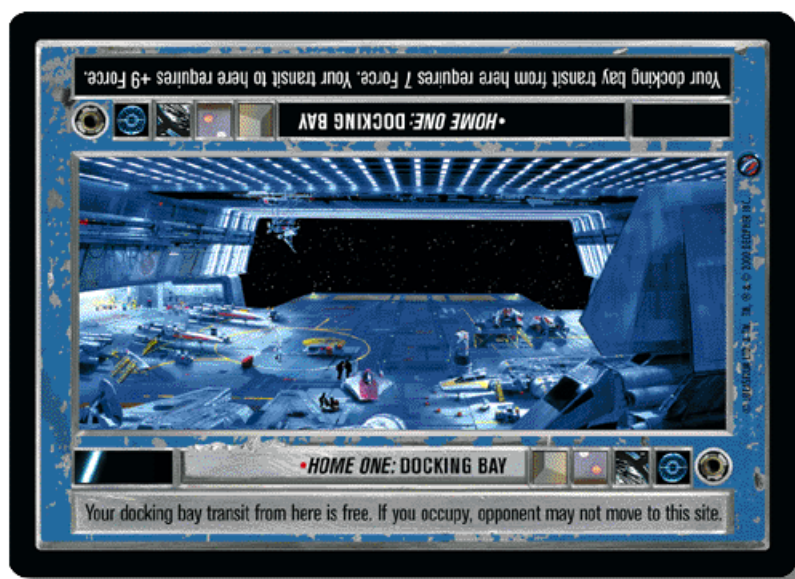 Your docking bay transit from here requires 7 Force. Your transit to here requires +9 Force.
•HOME ONE: DOCKING BAY
•HOME ONE: DOCKING BAY
Your docking bay transit from here is free. If you occupy, opponent may not move to this site.